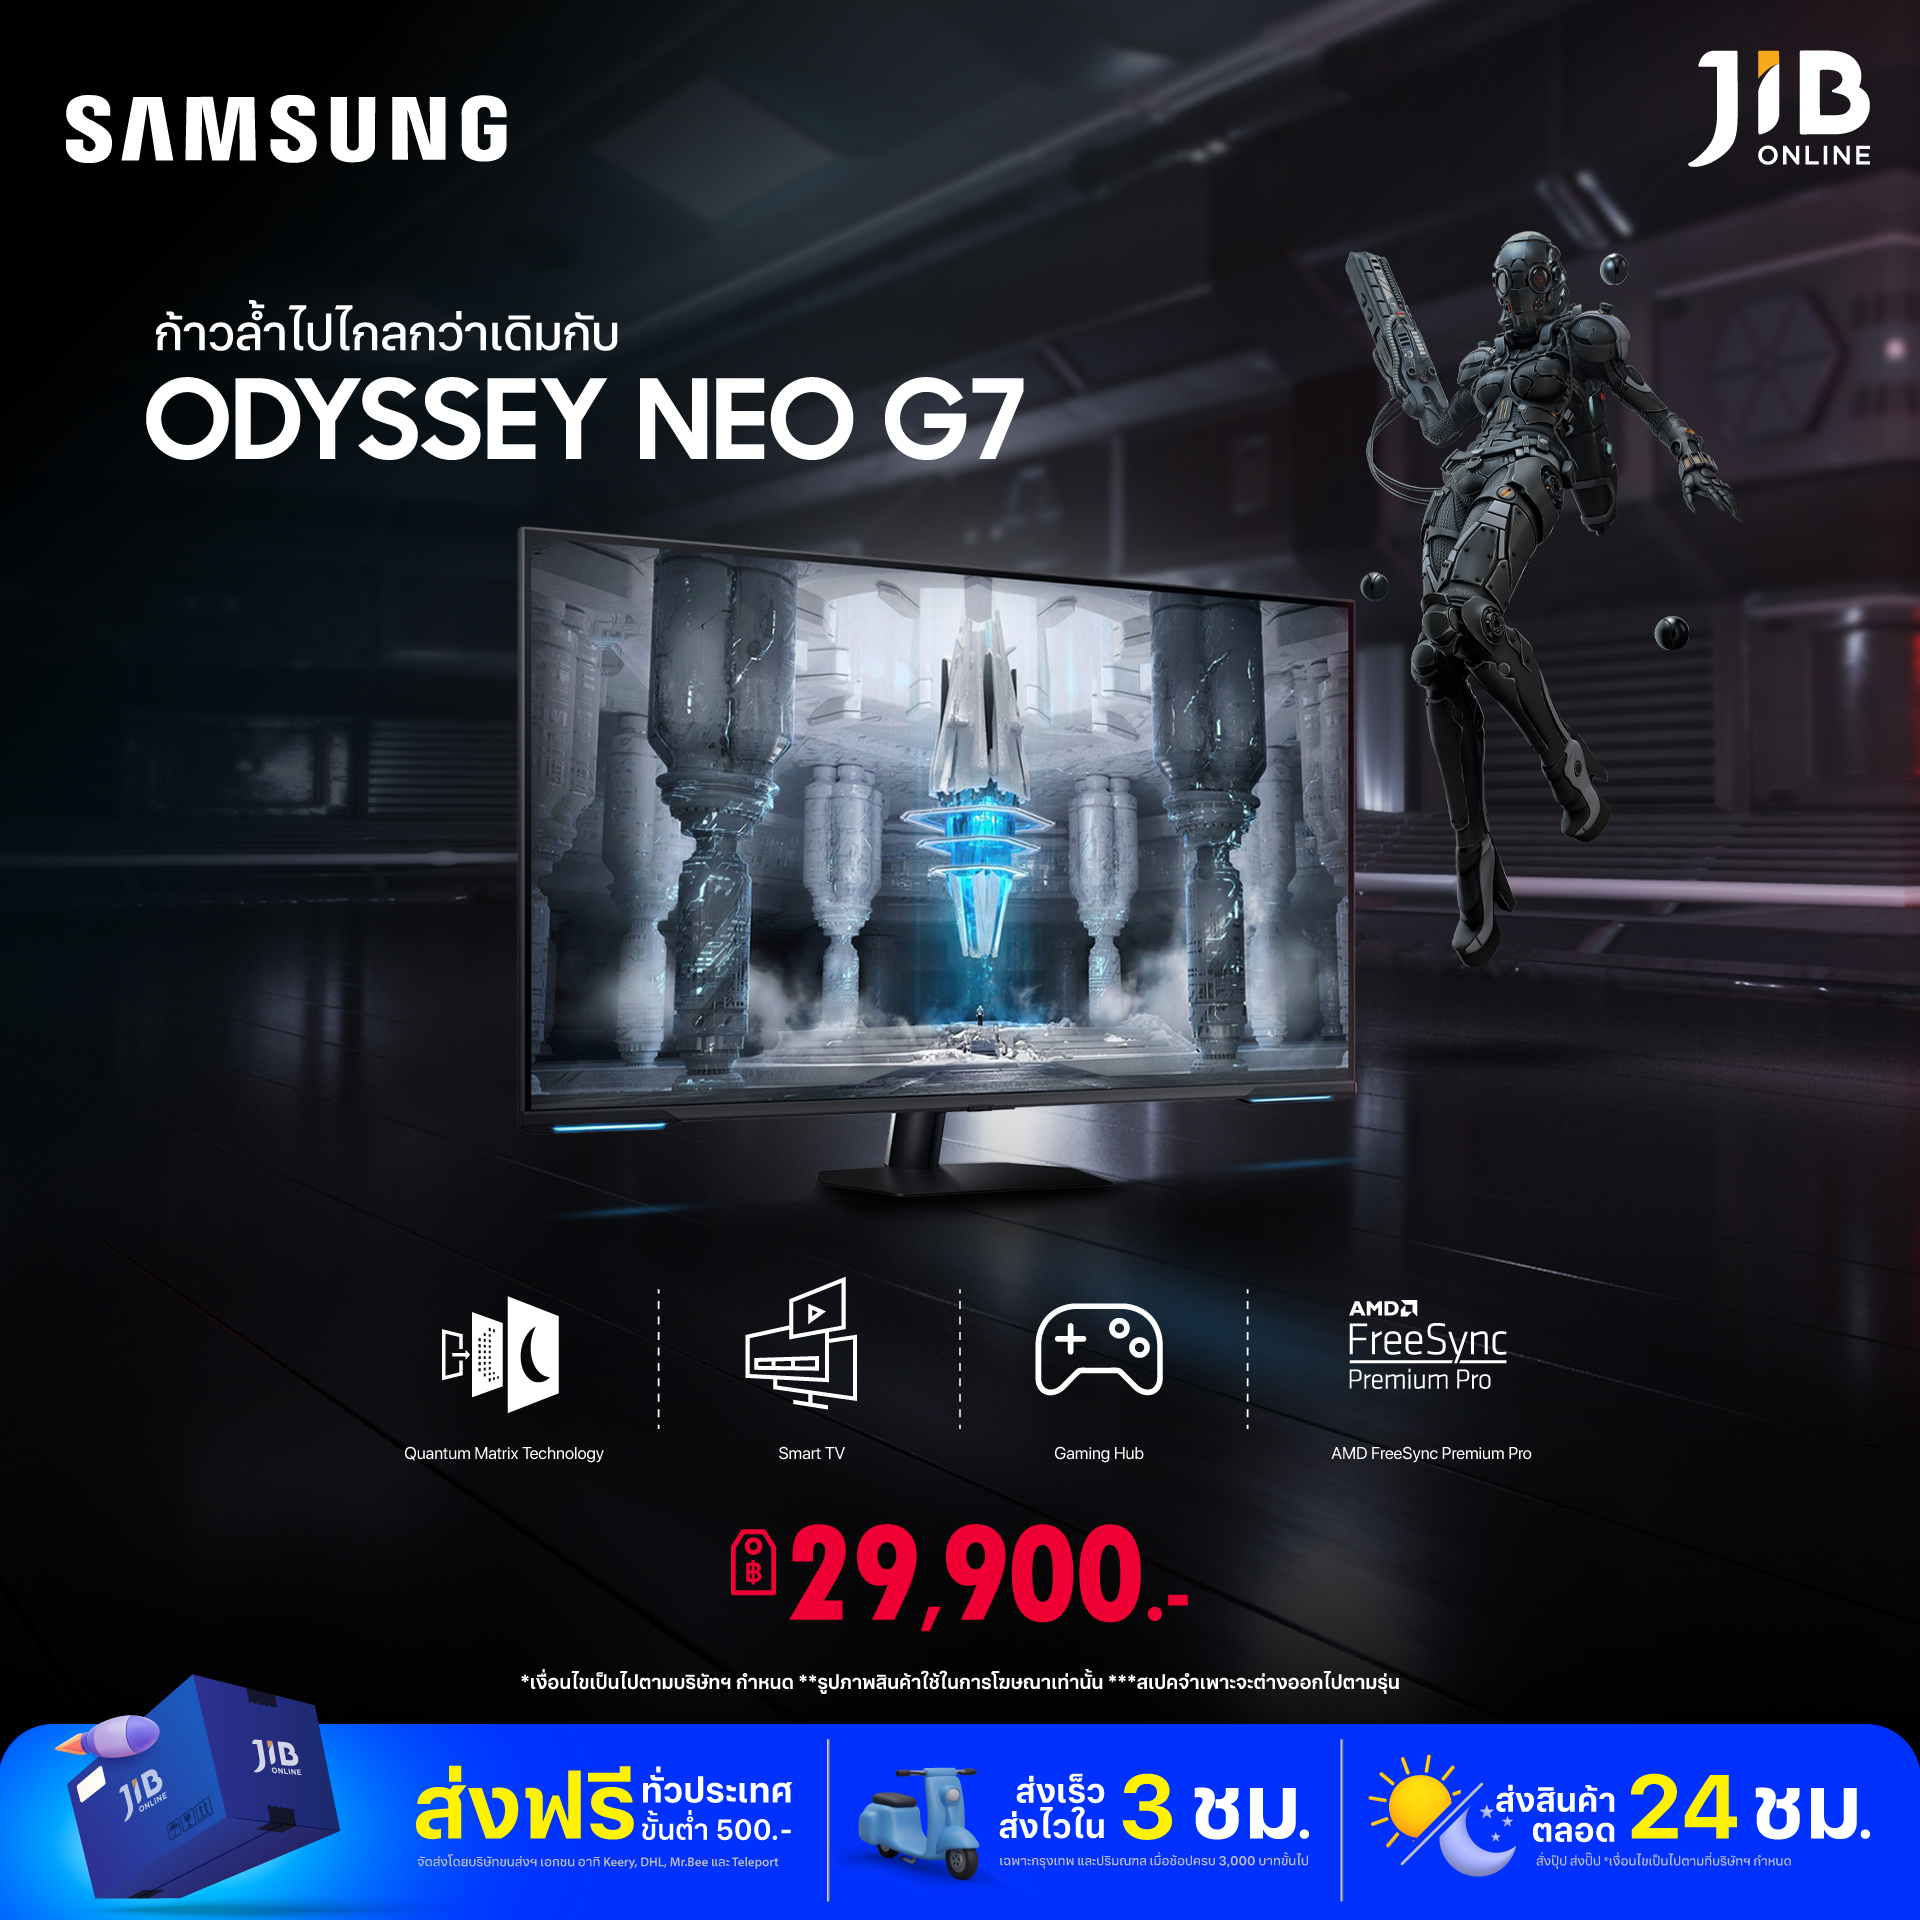 SAMSUNG
JIB
ONLINE
ก้าวล้ำไปไกลกว่าเดิมกับ
ODYSSEY NEO G7
AMD
FreeSync
Premium Pro
Quantum Matrix Technology
Smart TV
Gaming Hub
AMD FreeSync Premium Pro
฿ 29,900.-
*เงื่อนไขเป็นไปตามบริษัทฯ กำหนด **รูปภาพสินค้าใช้ในการโฆษณาเท่านั้น ***สเปคจำเพาะจะต่างออกไปตามรุ่น
JIB
ONLINE
JIB
ONLINE
ส่งฟรี ทั่วประเทศ
ขั้นต่ำ 500.-
จัดส่งโดยบริษัทขนส่งฯ เอกชน อาทิ Keery, DHL, Mr.Bee และ Teleport
ส่งเร็ว
ส่งไวใน 3 ชม.
เฉพาะกรุงเทพ และปริมณฑล เมื่อช้อปครบ 3,000 บาทขึ้นไป
ส่งสินค้า
ตลอด 24 ชม.
สั่งปุ๊ป ส่งปั๊ป *เงื่อนไขเป็นไปตามที่บริษัทฯ กำหนด